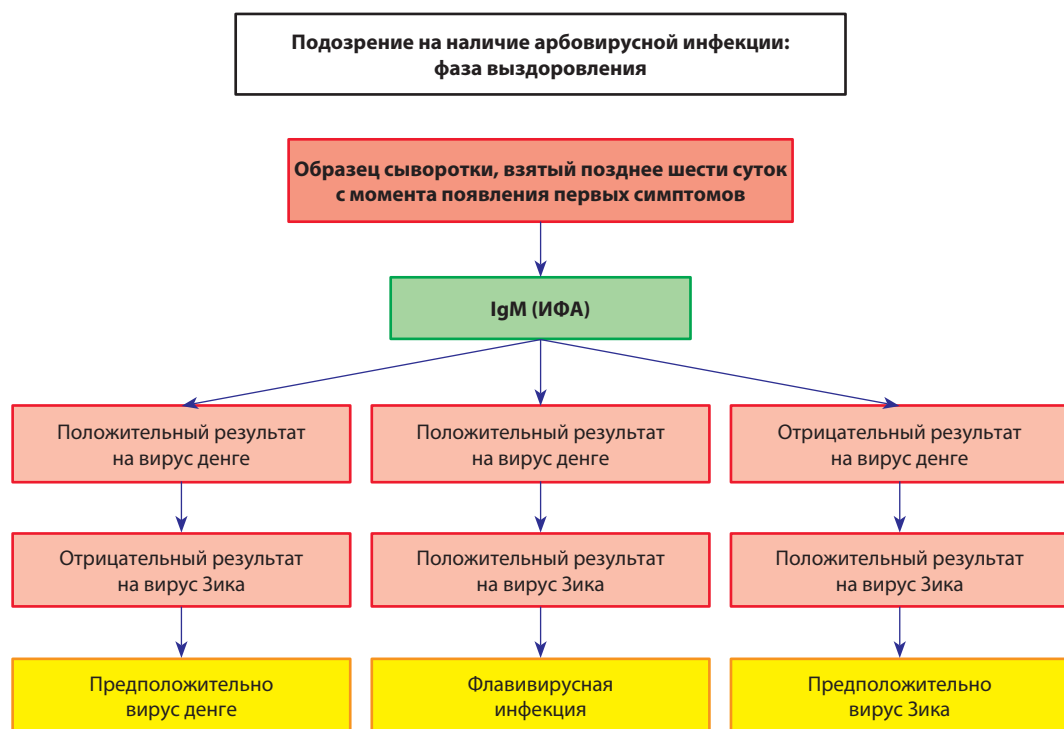 Подозрение на наличие арбовирусной инфекции:
фаза выздоровления
Образец сыворотки, взятый позднее шести суток
с момента появления первых симптомов
IgM (ИФА)
Положительный результат
на вирус денге
Положительный результат
на вирус денге
Отрицательный результат
на вирус денге
Отрицательный результат
на вирус Зика
Положительный результат
на вирус Зика
Положительный результат
на вирус Зика
Предположительно
вирус денге
Флавивирусная
инфекция
Предположительно
вирус Зика